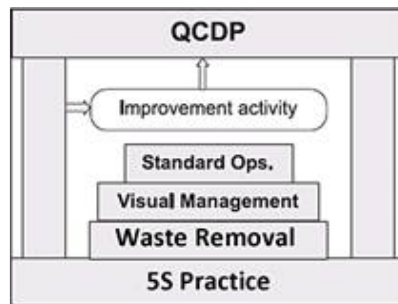 QCDP
Improvement activity
Standard Ops.
Visual Management
Waste Removal
5S Practice